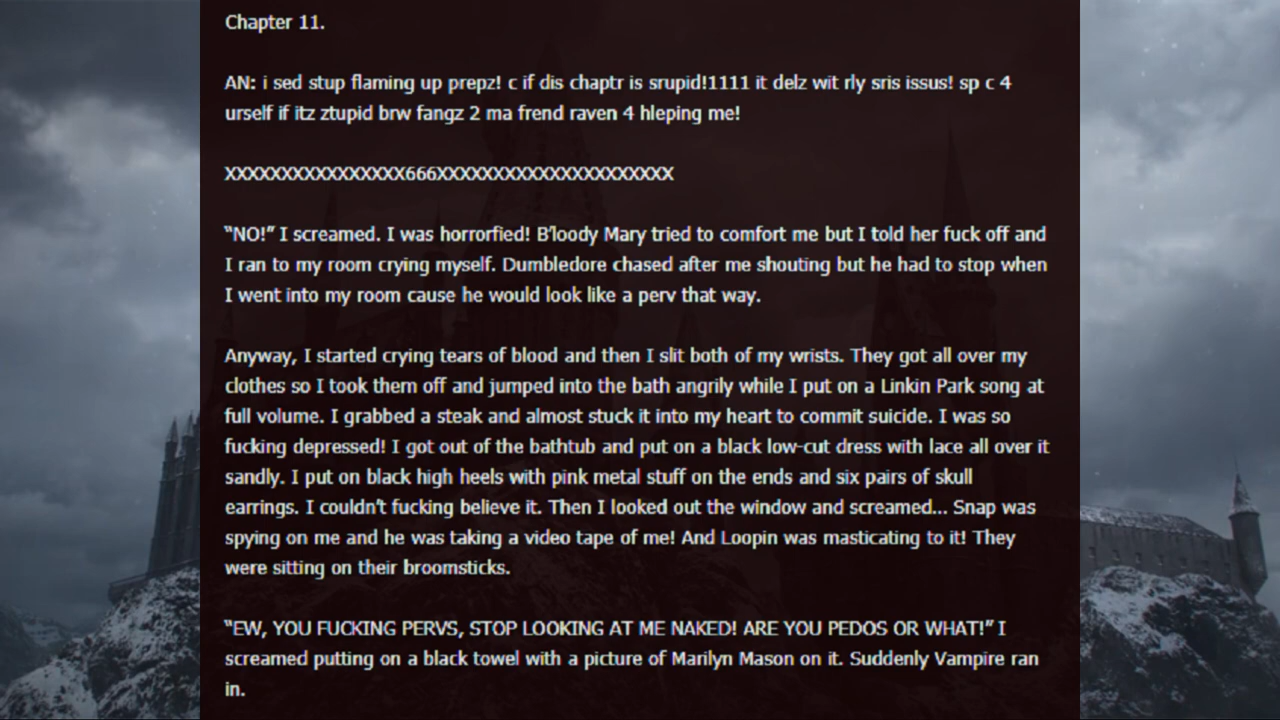 Chapter 11.
AN: i sed stup flaming up prepz! c if dis chaptr is srupid!1111 it delz wit rly sris issus! sp c 4
urself if itz ztupid brw fangz 2 ma frend raven 4 hleping me!
XXXXXXXXXXXXXXXX666XXXXXXXXXXXXXXXXXXXXX
“NO!” I screamed. I was horrorfied! B’loody Mary tried to comfort me but I told her fuck off and
I ran to my room crying myself. Dumbledore chased after me shouting but he had to stop when
I went into my room cause he would look like a perv that way.
Anyway, I started crying tears of blood and then I slit both of my wrists. They got all over my
clothes so I took them off and jumped into the bath angrily while I put on a Linkin Park song at
full volume. I grabbed a steak and almost stuck it into my heart to commit suicide. I was so
fucking depressed! I got out of the bathtub and put on a black low-cut dress with lace all over it
sandly. I put on black high heels with pink metal stuff on the ends and six pairs of skull
earrings. I couldn’t fucking believe it. Then I looked out the window and screamed... Snap was
spying on me and he was taking a video tape of me! And Loopin was masticating to it! They
were sitting on their broomsticks.
“EW, YOU FUCKING PERVS, STOP LOOKING AT ME NAKED! ARE YOU PEDOS OR WHAT!” I
screamed putting on a black towel with a picture of Marilyn Mason on it. Suddenly Vampire ran
in.